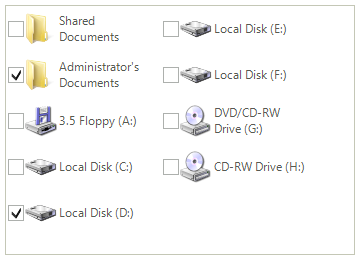 Shared
Documents
Administrator's
Documents
3.5 Floppy (A:)
Local Disk (C:)
Local Disk (D:)
Local Disk (E:)
Local Disk (F:)
DVD/CD-RW
Drive (G:)
CD-RW Drive (H:)